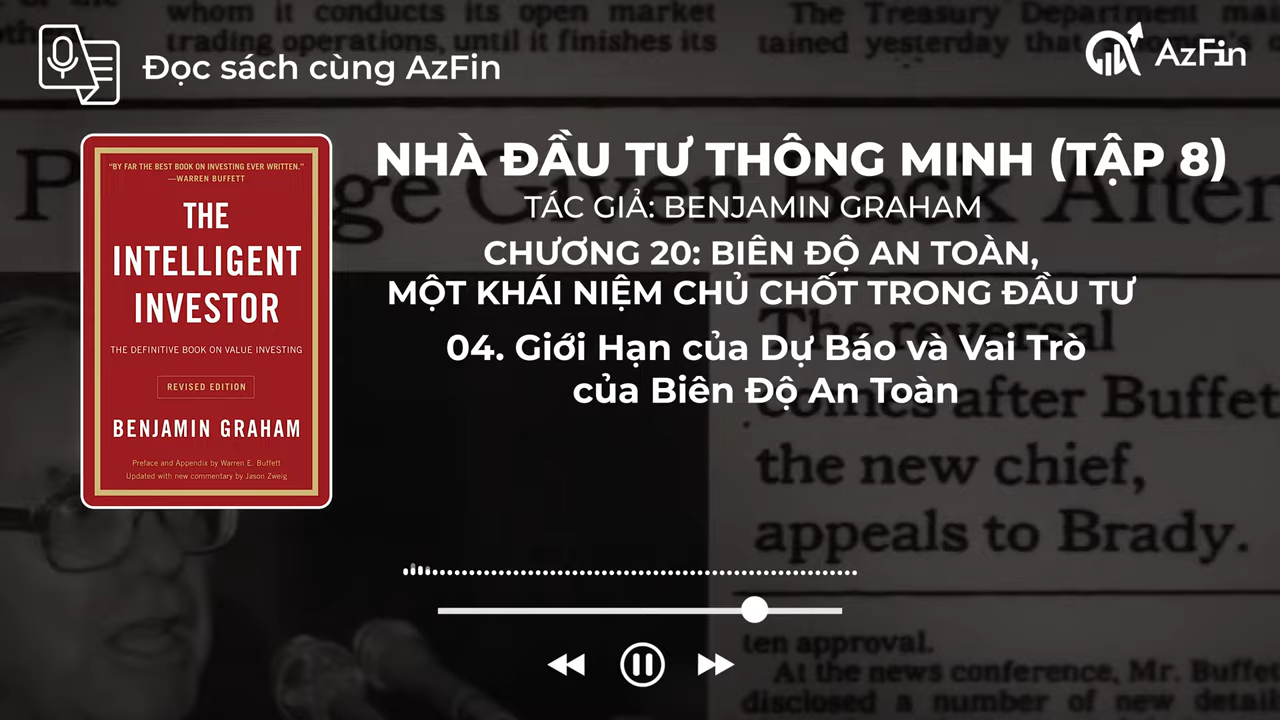 whom it conducts its open market
trading operations, until it finishes its
The Treasury Department
tained yesterday that
Đọc sách cùng AzFin
AzFin
"BY FAR THE BEST BOOK ON INVESTING EVER WRITTEN."
—WARREN BUFFETT
THE
INTELLIGENT
INVESTOR
THE DEFINITIVE BOOK ON VALUE INVESTING
REVISED EDITION
BENJAMIN GRAHAM
Preface and Appendix by Warren E. Buffett
Updated with new commentary by Jason Zweig
NHÀ ĐẦU TƯ THÔNG MINH (TẬP 8)
TÁC GIẢ: BENJAMIN GRAHAM
CHƯƠNG 20: BIÊN ĐỘ AN TOÀN,
MỘT KHÁI NIỆM CHỦ CHỐT TRONG ĐẦU TƯ
04. Giới Hạn của Dự Báo và Vai Trò
của Biên Độ An Toàn
Given Back After
The reversal
comes after Buffet
the new chief,
appeals to Brady.
ten approval.
At the news conference, Mr. Buffe
disclosed a number of new detail